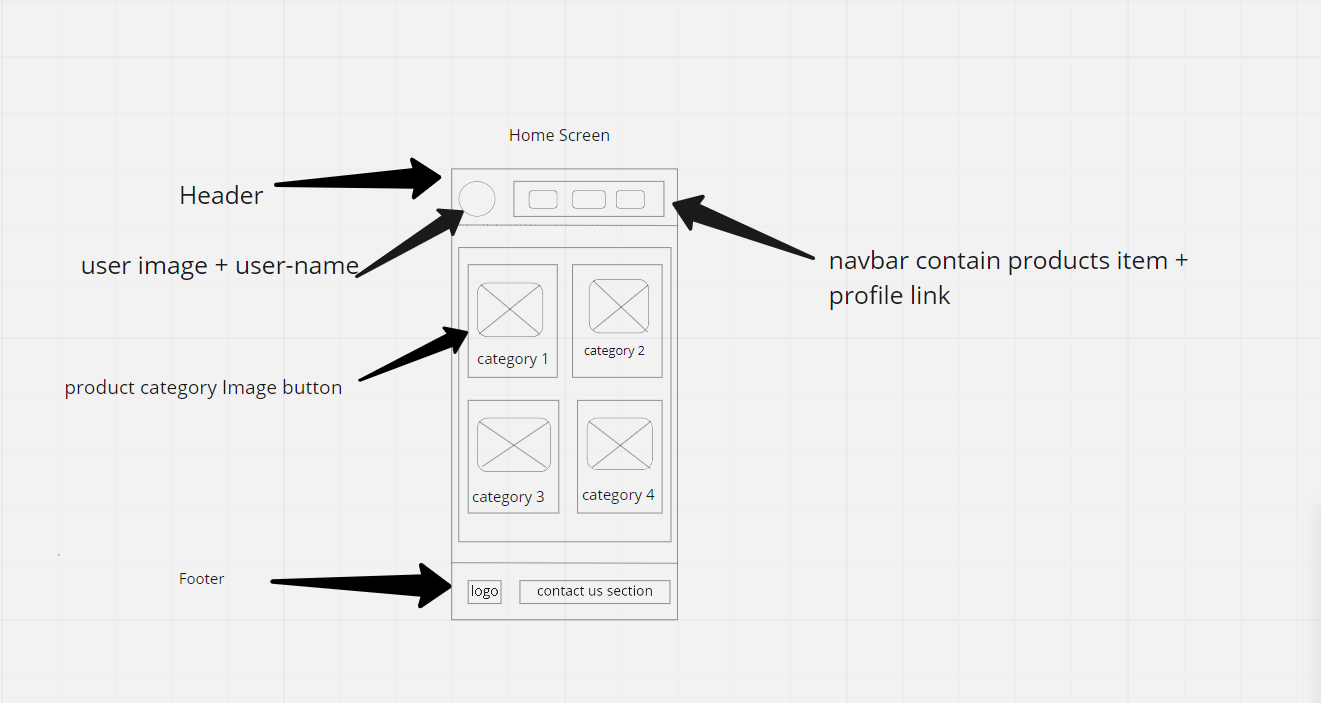 Home Screen
Header
user image + user-name
navbar contain products item +
profile link
category 1
category 2
product category Image button
category 3
category 4
Footer
logo
contact us section